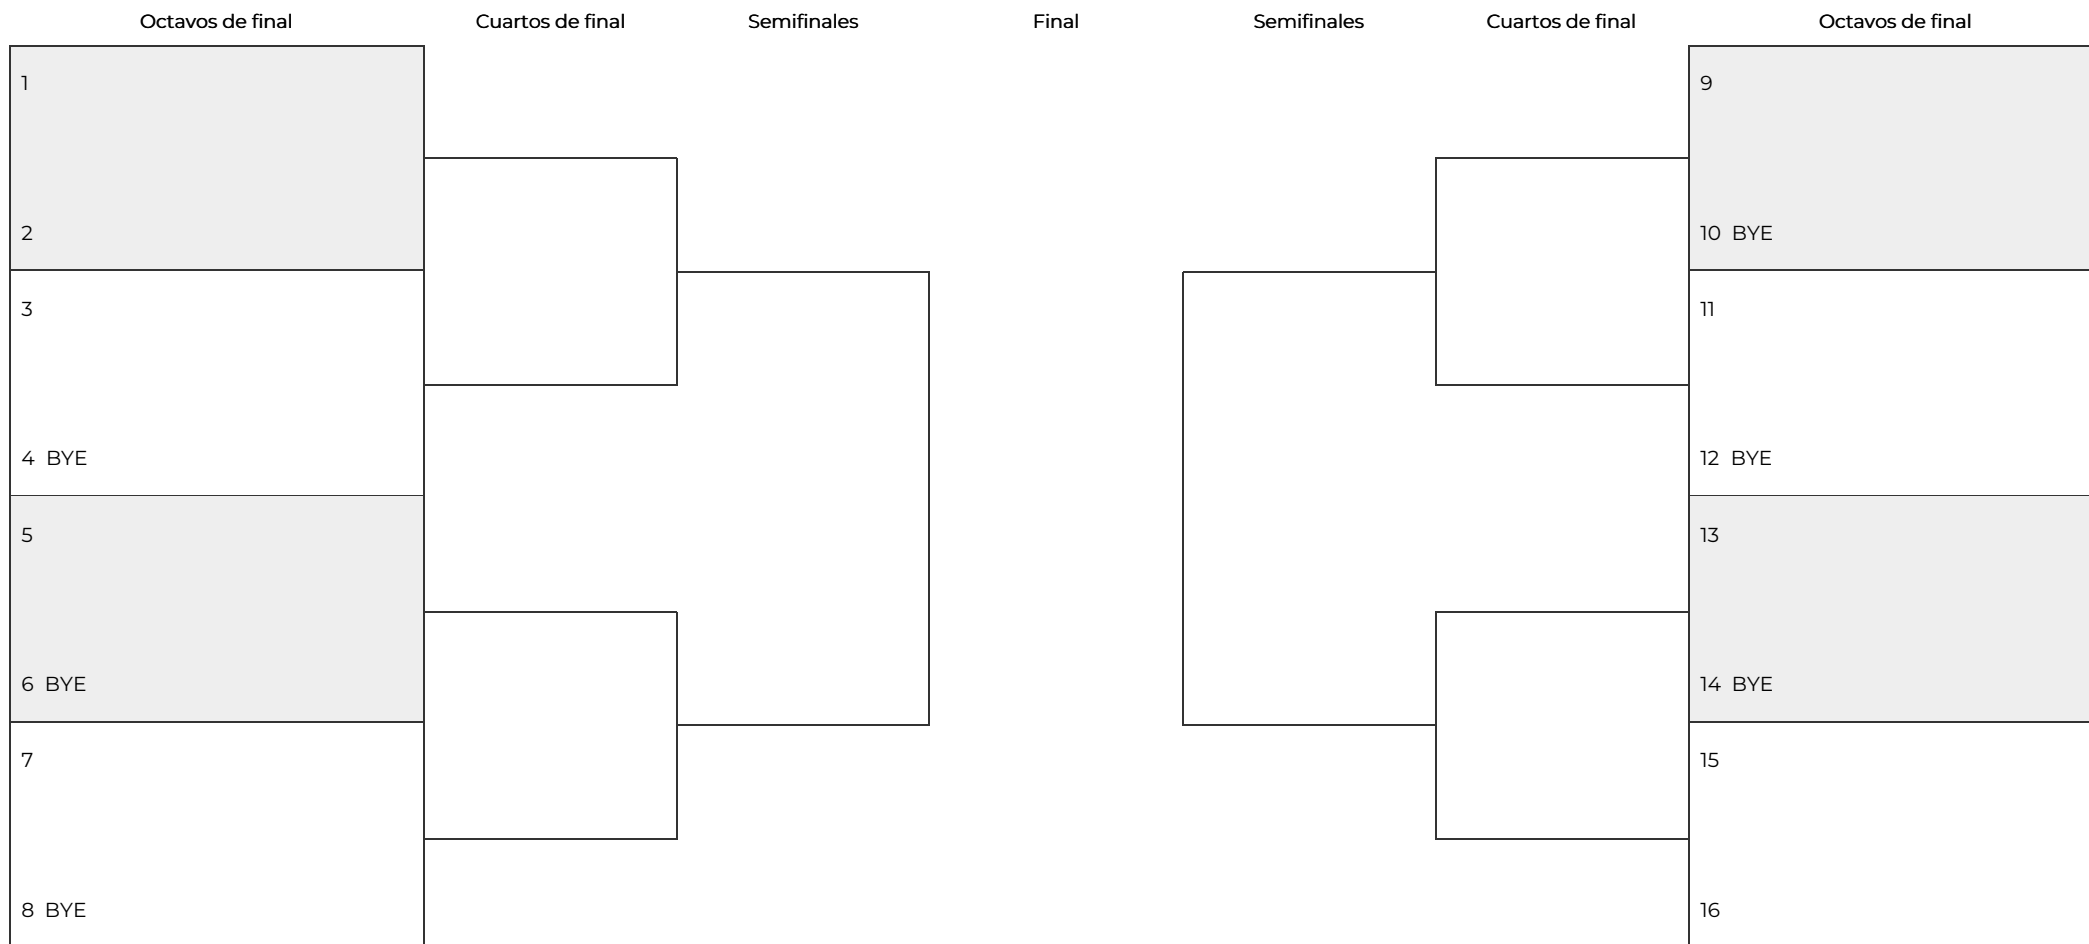 Octavos de final Cuartos de final Semifinales Final Semifinales Cuartos de final Octavos de final
1 9
2 10 BYE
3 11
4 BYE 12 BYE
5 13
6 BYE 14 BYE
7 15
8 BYE 16